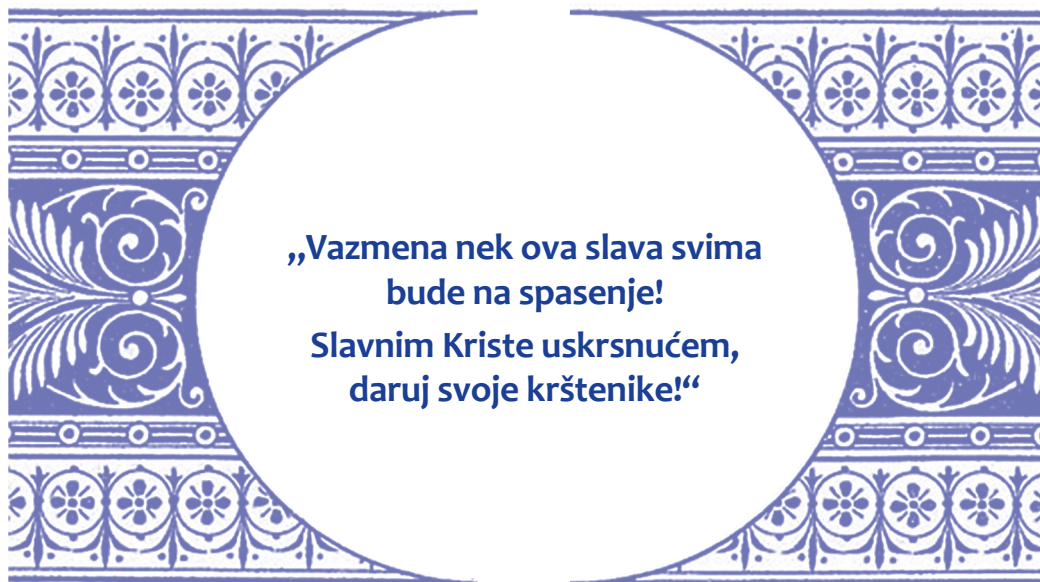 „Vazmena nek ova slava svima
bude na spasenje!
Slavnim Kriste uskrsnućem,
daruj svoje krštenike!“